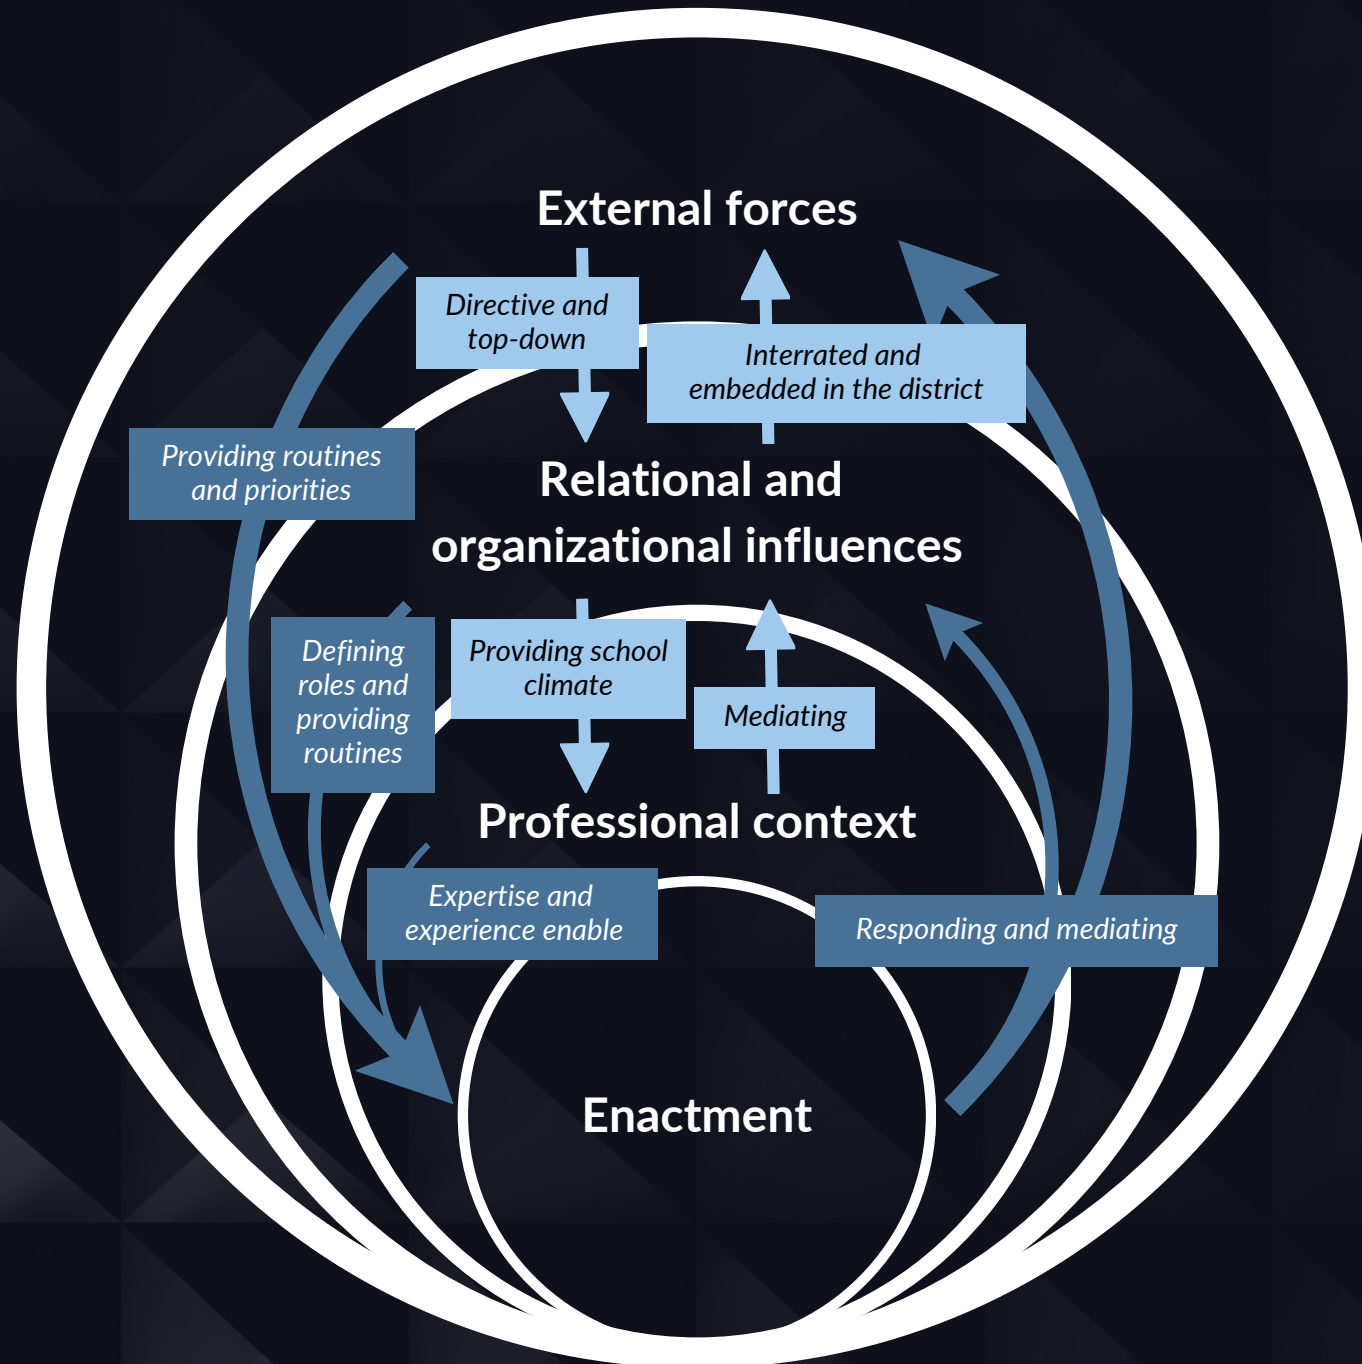 External forces
Directive and
top-down
Interrated and
embedded in the district
Providing routines
and priorities
Relational and
organizational influences
Defining
roles and
providing
routines
Providing school
climate
Mediating
Professional context
Expertise and
experience enable
Responding and mediating
Enactment